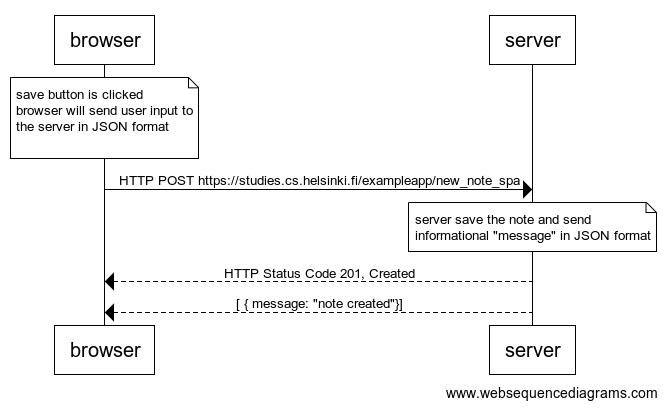 browser
server
save button is clicked
browser will send user input to
the server in JSON format
HTTP POST https://studies.cs.helsinki.fi/exampleapp/new_note_spa
server save the note and send
informational "message" in JSON format
HTTP Status Code 201, Created
[ { message: "note created"}]
browser
server
www.websequencediagrams.com